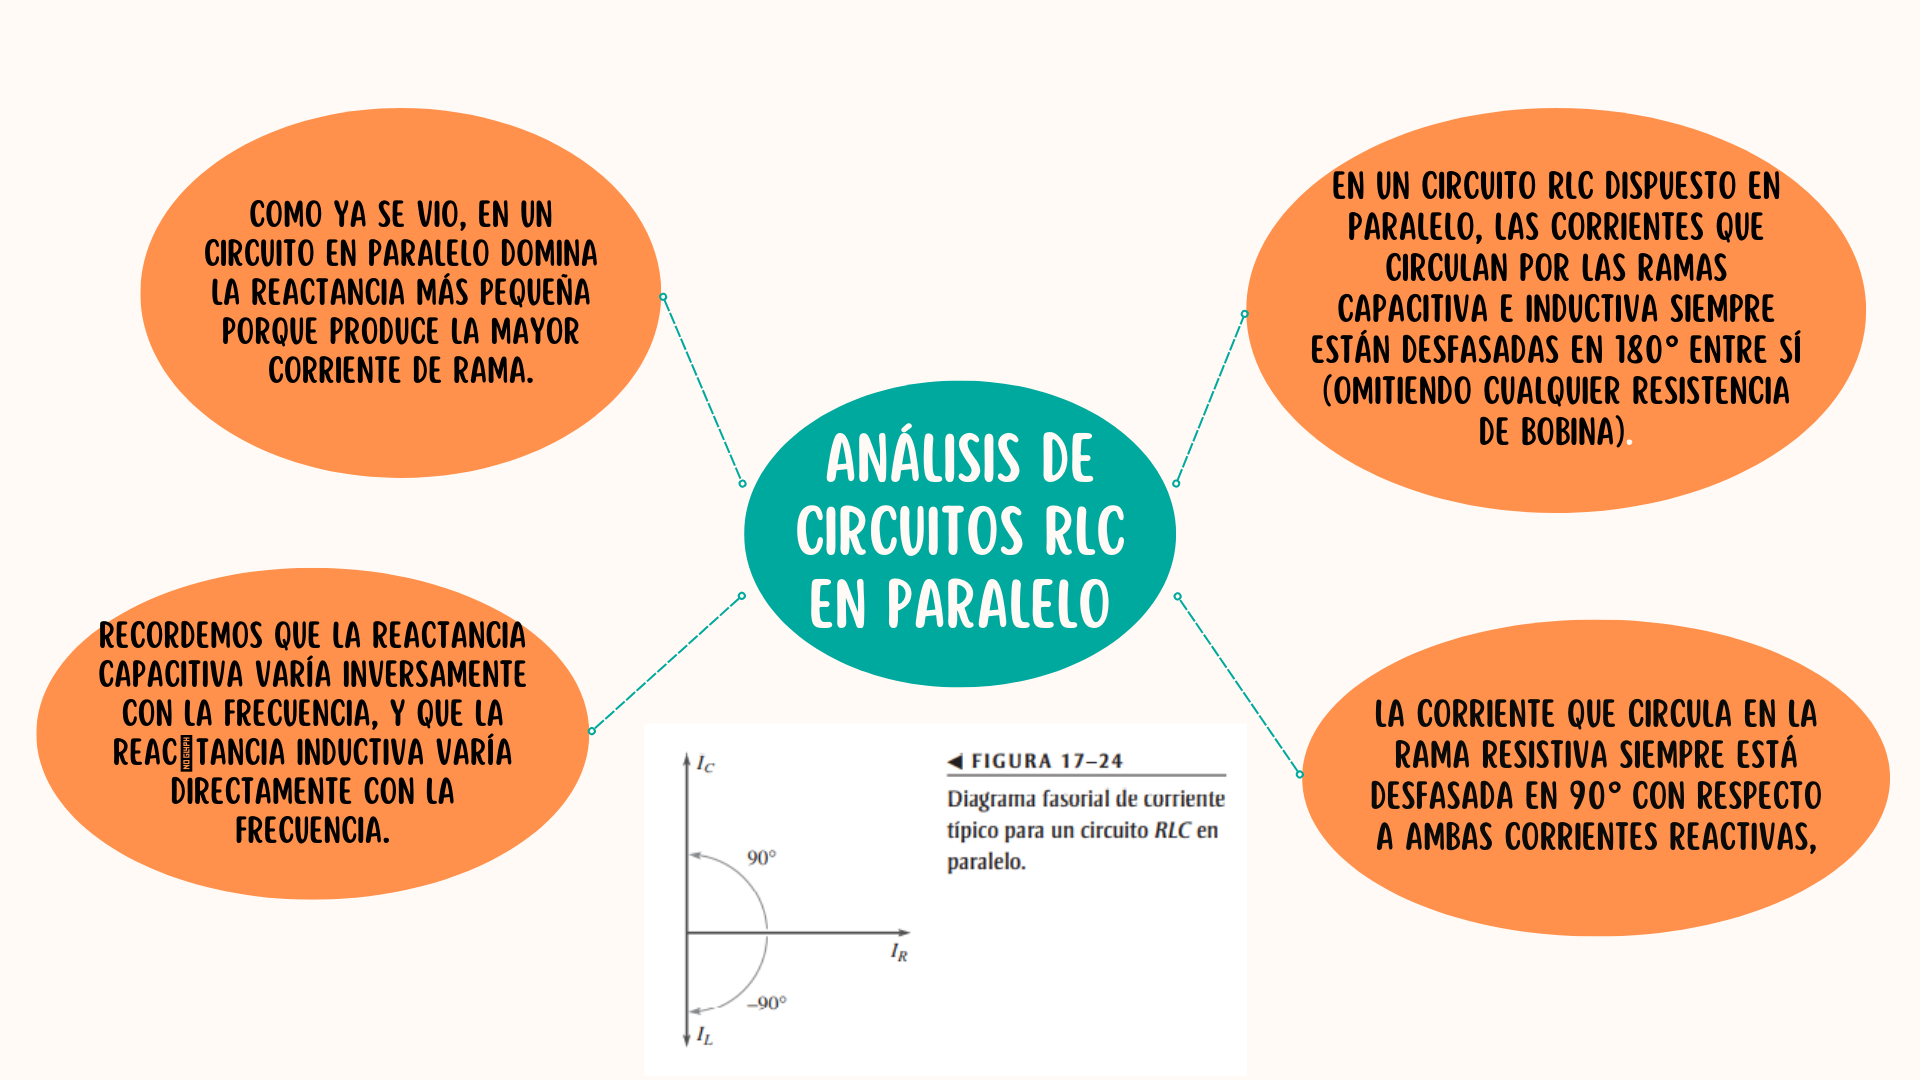 COMO YA SE VIO, EN UN
CIRCUITO EN PARALELO DOMINA
LA REACTANCIA MÁS PEQUEÑA
PORQUE PRODUCE LA MAYOR
CORRIENTE DE RAMA.
EN UN CIRCUITO RLC DISPUESTO EN
PARALELO, LAS CORRIENTES QUE
CIRCULAN POR LAS RAMAS
CAPACITIVA E INDUCTIVA SIEMPRE
ESTÁN DESFASADAS EN 180° ENTRE SÍ
(OMITIENDO CUALQUIER RESISTENCIA
DE BOBINA).
ANÁLISIS DE
CIRCUITOS RLC
EN PARALELO
RECORDEMOS QUE LA REACTANCIA
CAPACITIVA VARÍA INVERSAMENTE
CON LA FRECUENCIA, Y QUE LA
REAC NO GLYPH TANCIA INDUCTIVA VARÍA
DIRECTAMENTE CON LA
FRECUENCIA.
LA CORRIENTE QUE CIRCULA EN LA
RAMA RESISTIVA SIEMPRE ESTÁ
DESFASADA EN 90° CON RESPECTO
A AMBAS CORRIENTES REACTIVAS,
I_C
90°
I_R
–90°
I_L
◀ FIGURA 17–24
Diagrama fasorial de corriente
típico para un circuito RLC en
paralelo.